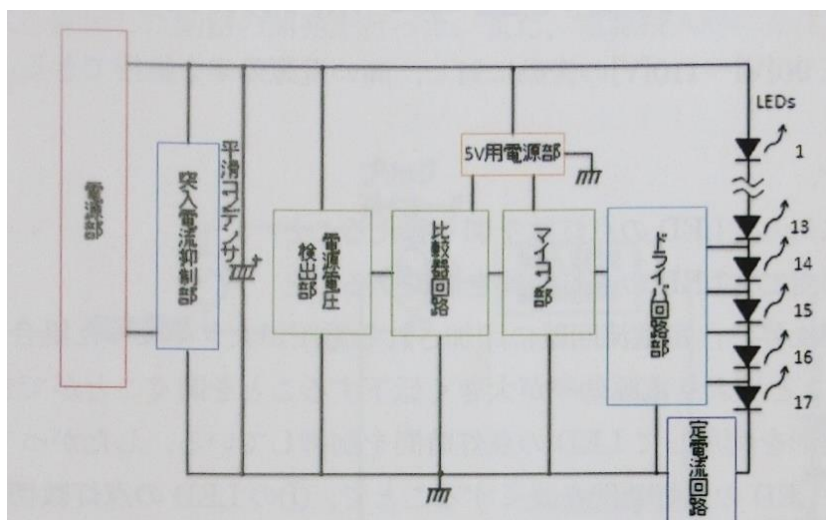 LEDs
1
5V用電源部
13
14
15
16
17
電源部
突入電流抑制部
平滑コンデンサ
+
電源電圧
検出部
比較器回路
マイコン部
ドライバ回路部
定電流回路